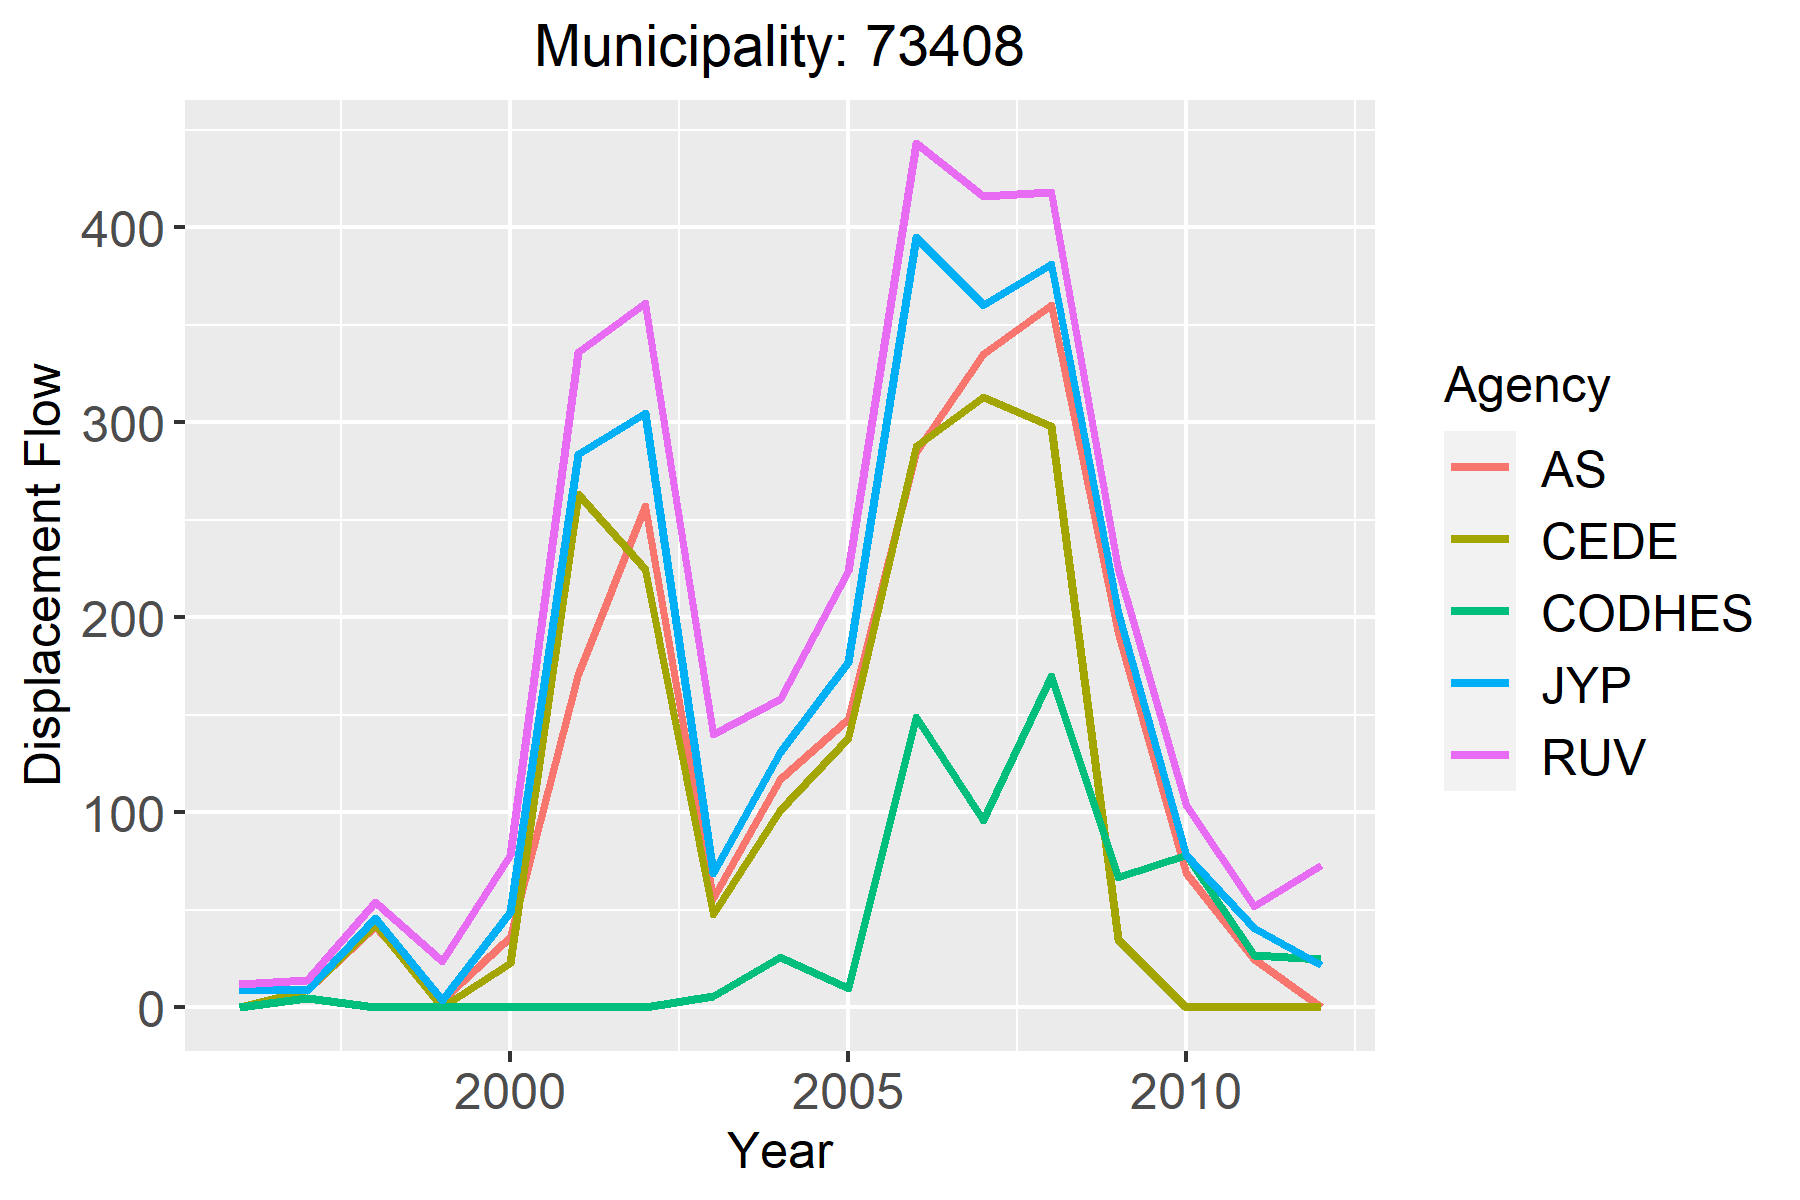 Municipality: 73408
Displacement Flow
400
300
200
100
0
2000
2005
2010
Year
Agency
AS
CEDE
CODHES
JYP
RUV